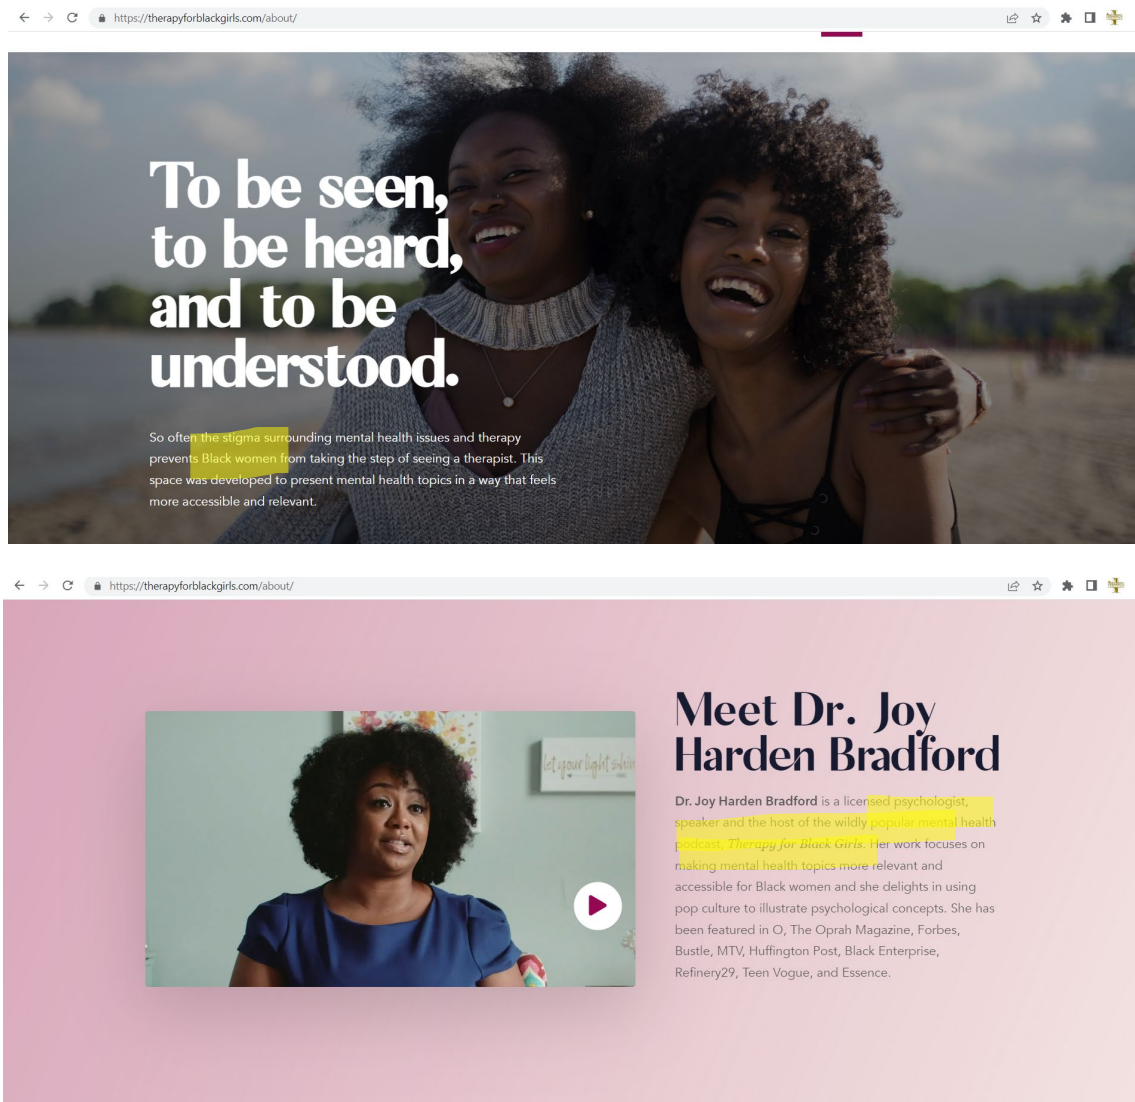 https://therapyforblackgirls.com/about/
To be seen,
to be heard,
and to be
understood.
So often the stigma surrounding mental health issues and therapy
prevents Black women from taking the step of seeing a therapist. This
space was developed to present mental health topics in a way that feels
more accessible and relevant.
https://therapyforblackgirls.com/about/
let your light shin
Meet Dr. Joy
Harden Bradford
Dr. Joy Harden Bradford is a licensed psychologist,
speaker and the host of the wildly popular mental health
podcast, Therapy for Black Girls. Her work focuses on
making mental health topics more relevant and
accessible for Black women and she delights in using
pop culture to illustrate psychological concepts. She has
been featured in O, The Oprah Magazine, Forbes,
Bustle, MTV, Huffington Post, Black Enterprise,
Refinery29, Teen Vogue, and Essence.